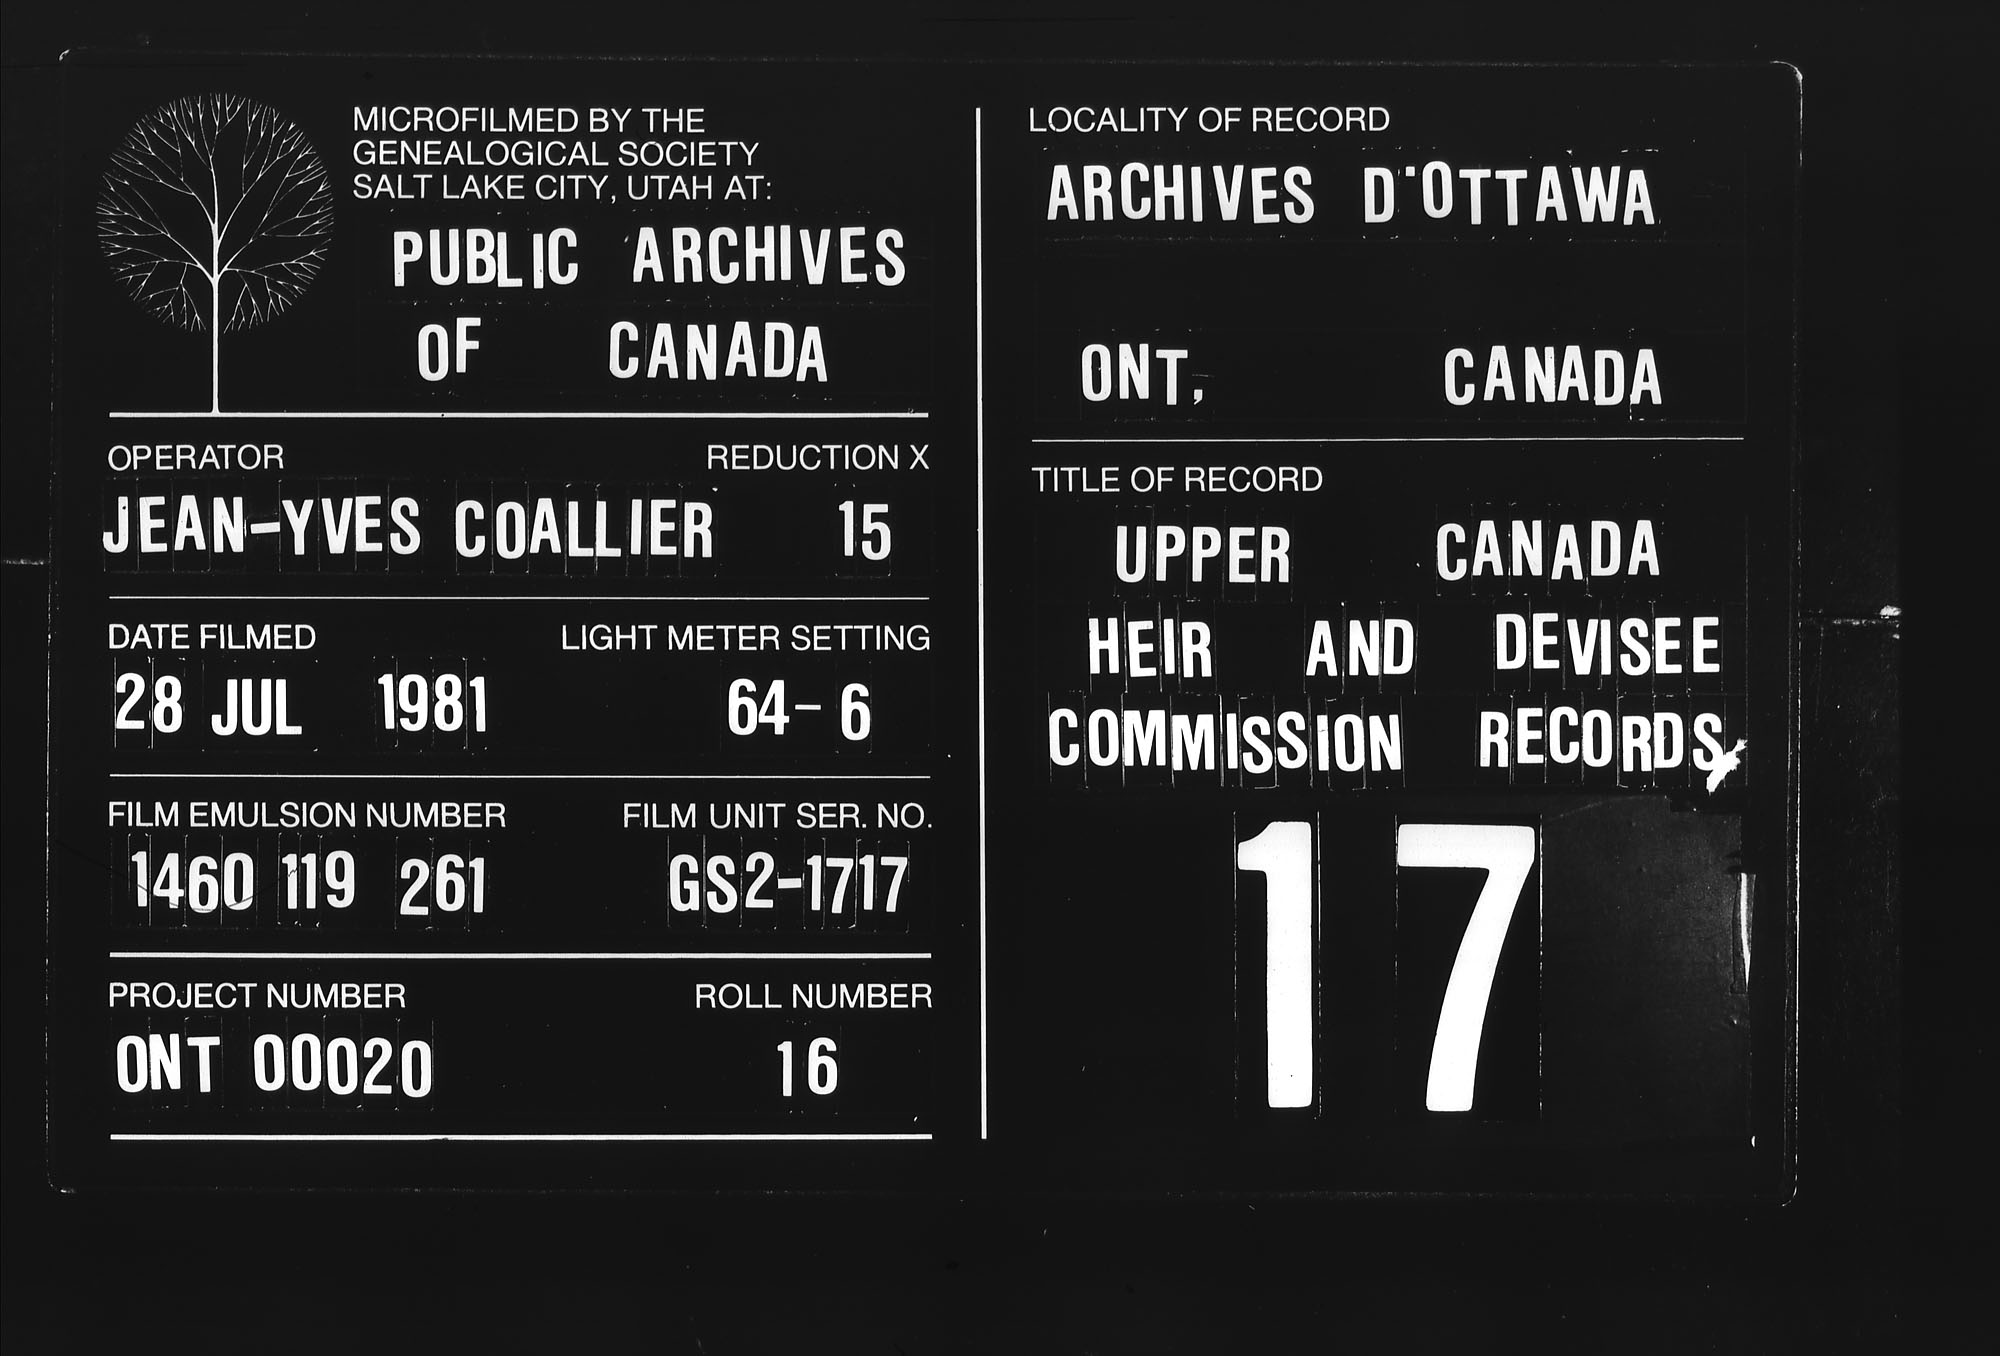 MICROFILMED BY THE
GENEALOGICAL SOCIETY
SALT LAKE CITY, UTAH AT:
PUBLIC ARCHIVES
OF CANADA
OPERATOR REDUCTION X
JEAN-YVES COALLIER 15
DATE FILMED LIGHT METER SETTING
28 JUL 1981 64-6
FILM EMULSION NUMBER FILM UNIT SER. NO.
1460 119 261 GS2-1717
PROJECT NUMBER ROLL NUMBER
ONT 00020 16
LOCALITY OF RECORD
ARCHIVES D¨OTTAWA
ONT, CANADA
TITLE OF RECORD
UPPER CANADA
HEIR AND DEVISEE
COMMISSION RECORDS
17